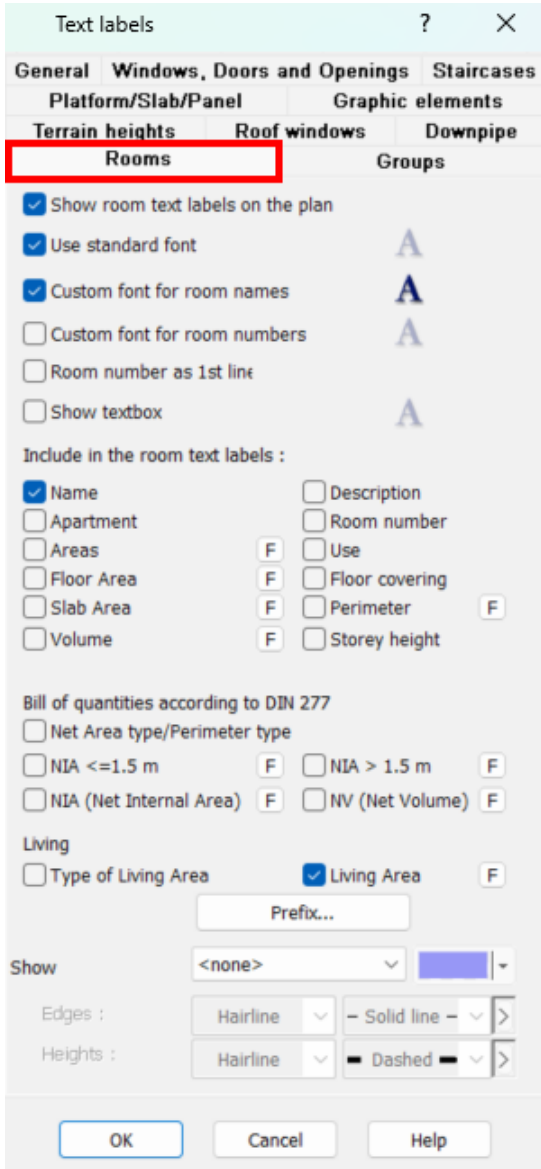 Text labels ?
General Windows, Doors and Openings Staircases
Platform/Slab/Panel Graphic elements
Terrain heights Roof windows Downpipe
Rooms Groups
Show room text labels on the plan
Use standard font A
Custom font for room names A
Custom font for room numbers A
Room number as 1st line
Show textbox A
Include in the room text labels :
Name Description
Apartment Room number
Areas F Use
Floor Area F Floor covering
Slab Area F Perimeter F
Volume F Storey height
Bill of quantities according to DIN 277
Net Area type/Perimeter type
NIA <=1.5 m F NIA > 1.5 m F
NIA (Net Internal Area) F NV (Net Volume) F
Living
Type of Living Area Living Area F
Prefix...
Show <none>
Edges : Hairline Solid line
Heights : Hairline Dashed
OK Cancel Help